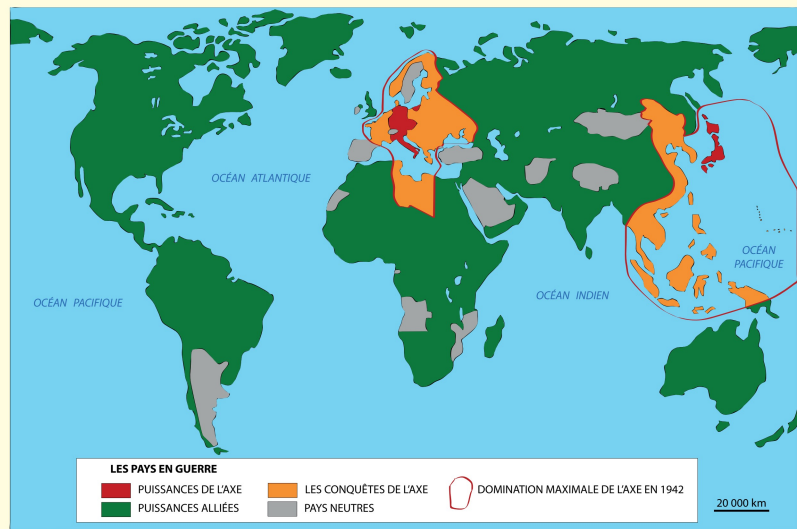 OCÉAN ATLANTIQUE
OCÉAN PACIFIQUE
OCÉAN INDIEN
OCÉAN
PACIFIQUE
LES PAYS EN GUERRE
PUISSANCES DE L'AXE
LES CONQUÊTES DE L'AXE
DOMINATION MAXIMALE DE L'AXE EN 1942
PUISSANCES ALLIÉES
PAYS NEUTRES
20 000 km